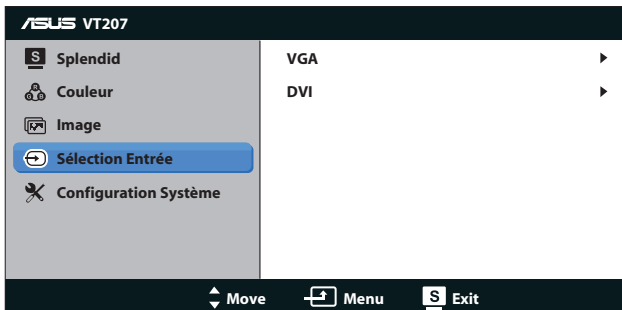 ASUS VT207
S Splendid
Couleur
Image
Sélection Entrée
Configuration Système
VGA
DVI
Move Menu S Exit